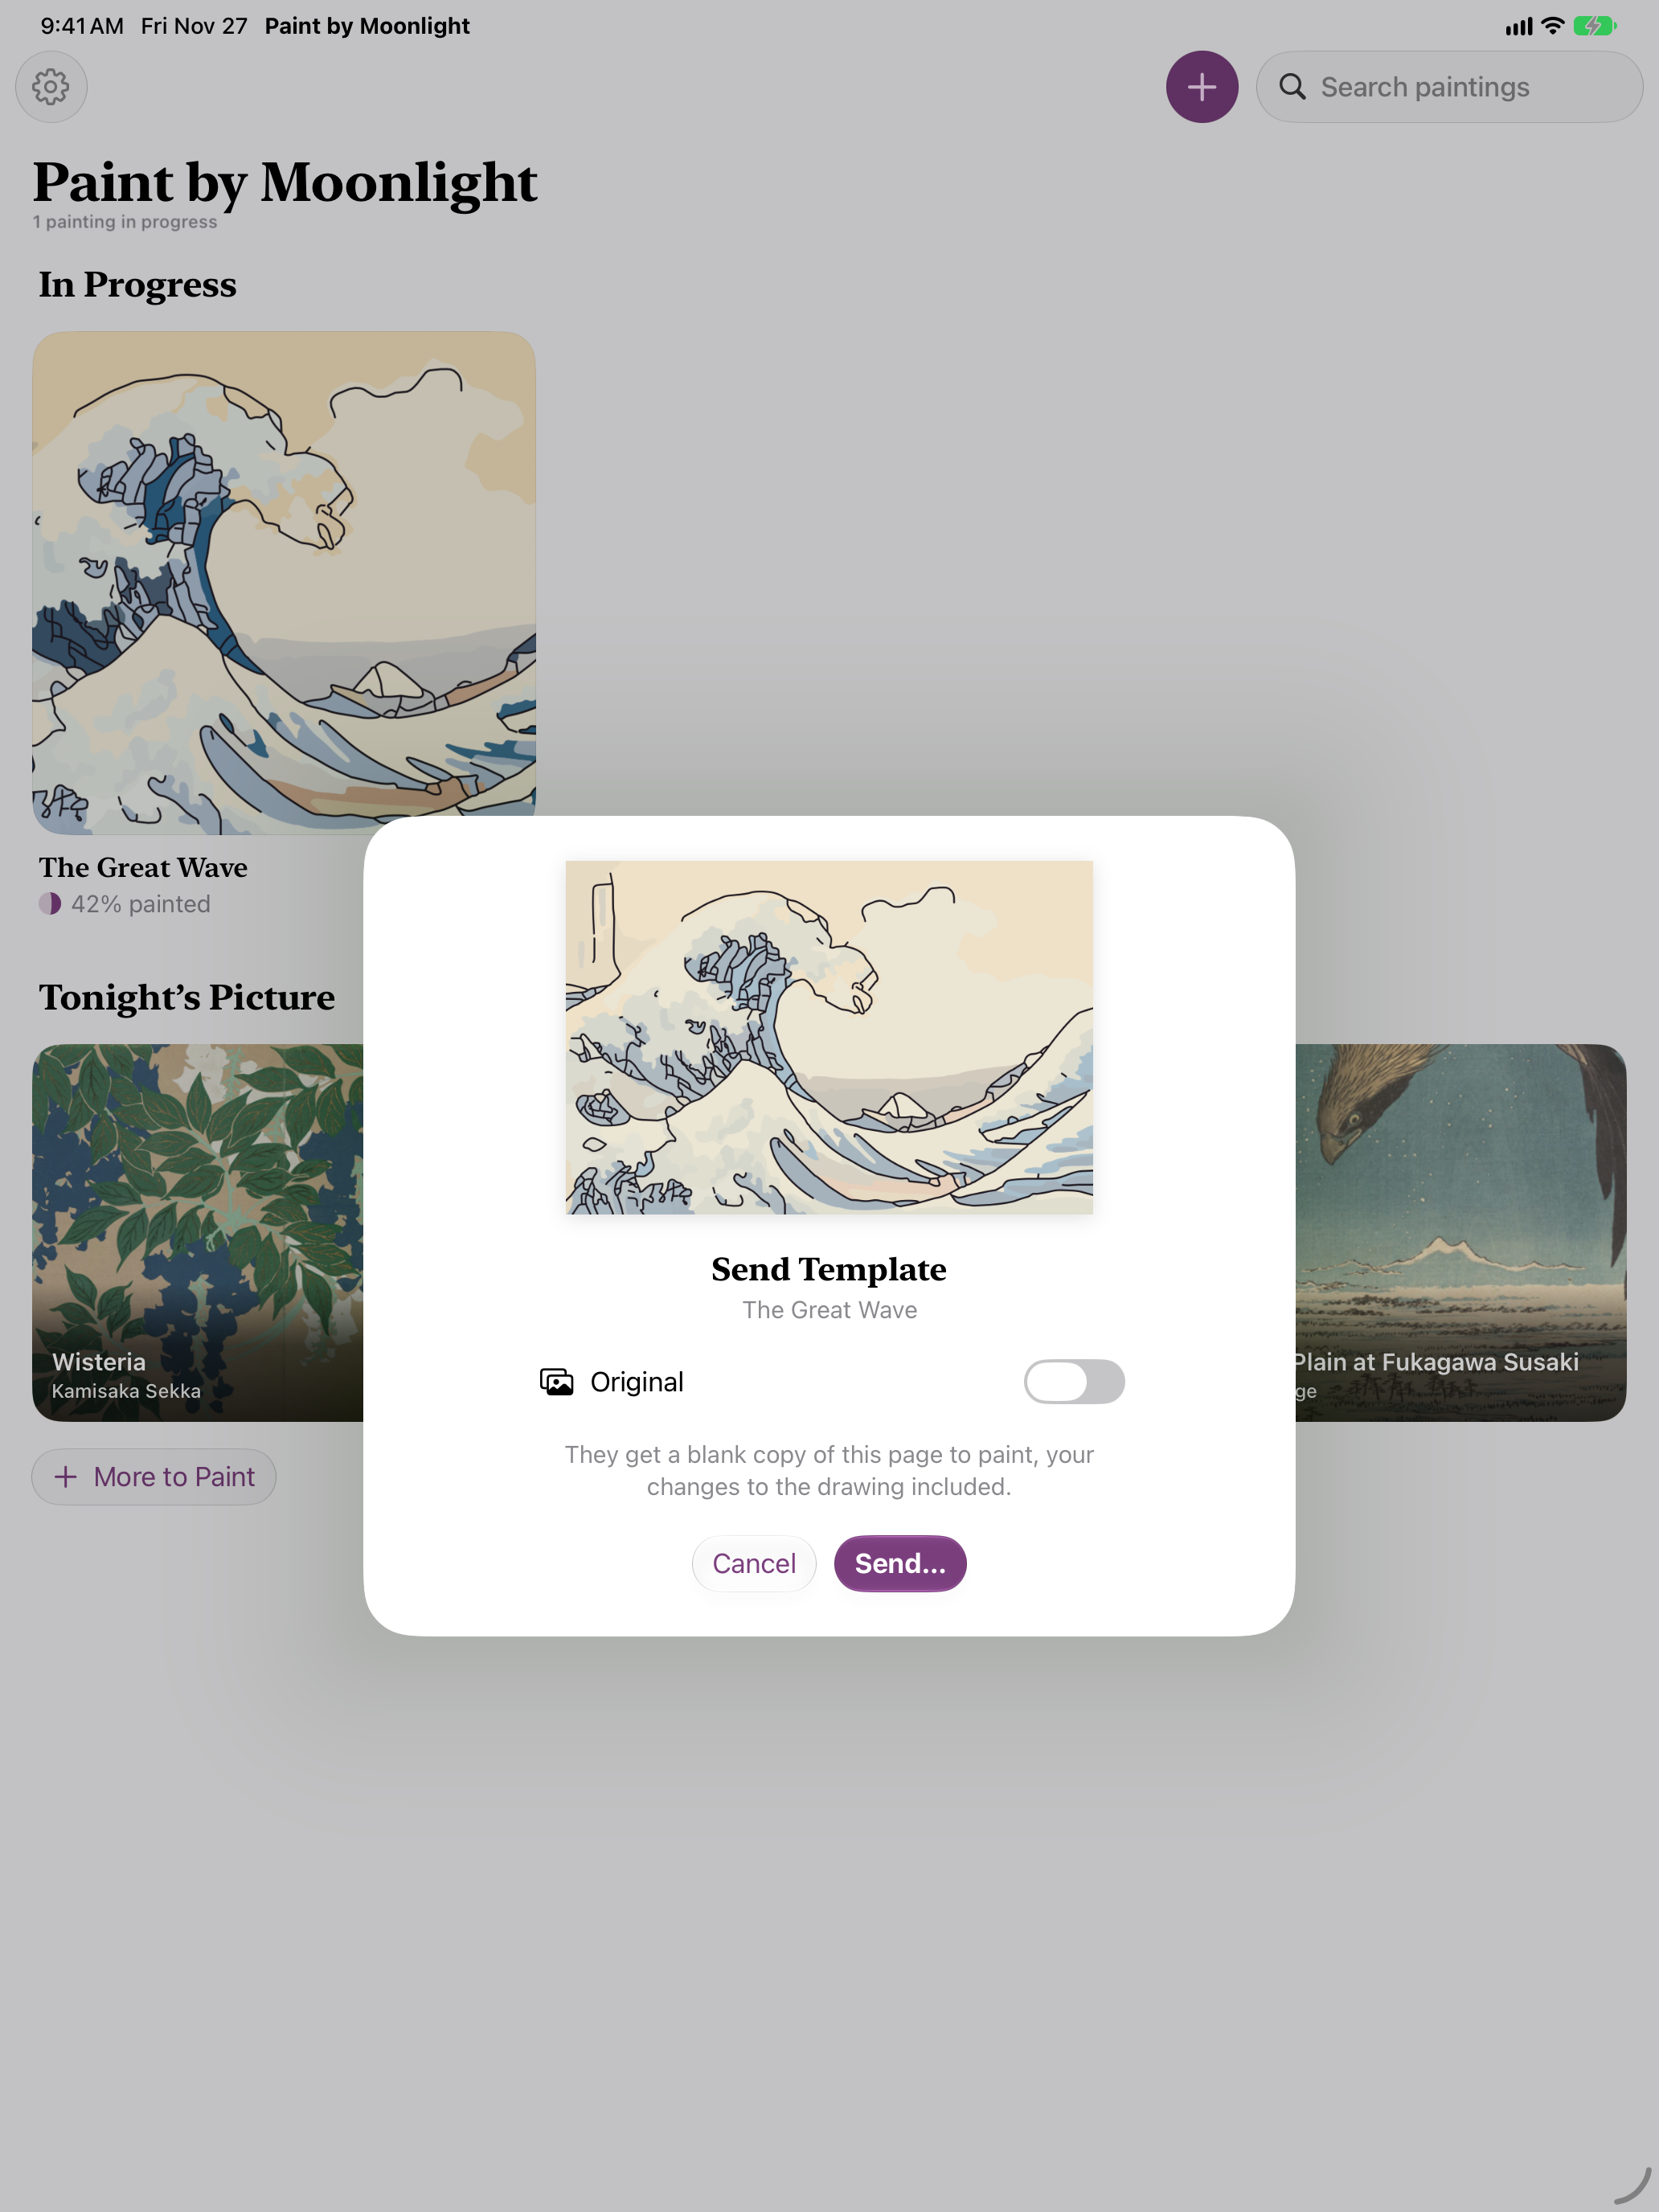 9:41 AM Fri Nov 27 Paint by Moonlight
Search paintings
Paint by Moonlight
1 painting in progress
In Progress
The Great Wave
42% painted
Tonight’s Picture
Wisteria
Kamisaka Sekka
Plain at Fukagawa Susaki
ge
More to Paint
Send Template
The Great Wave
Original
They get a blank copy of this page to paint, your
changes to the drawing included.
Cancel
Send...